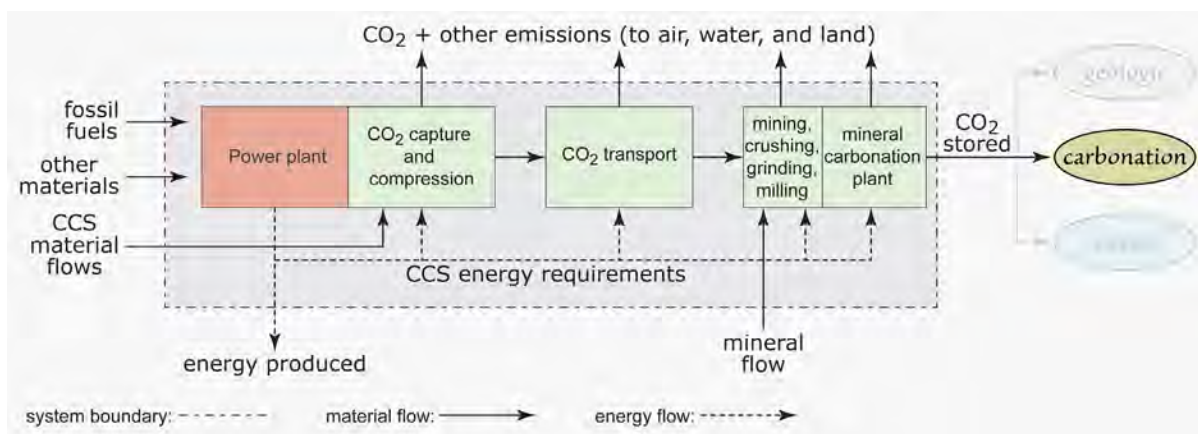 CO₂ + other emissions (to air, water, and land)
fossil
fuels
other
materials
CCS
material
flows
Power plant
CO₂ capture
and
compression
CO₂ transport
mining,
crushing,
grinding,
milling
mineral
carbonation
plant
CO₂
stored
geologic
carbonation
CCS energy requirements
energy produced
mineral
flow
system boundary:
material flow:
energy flow: